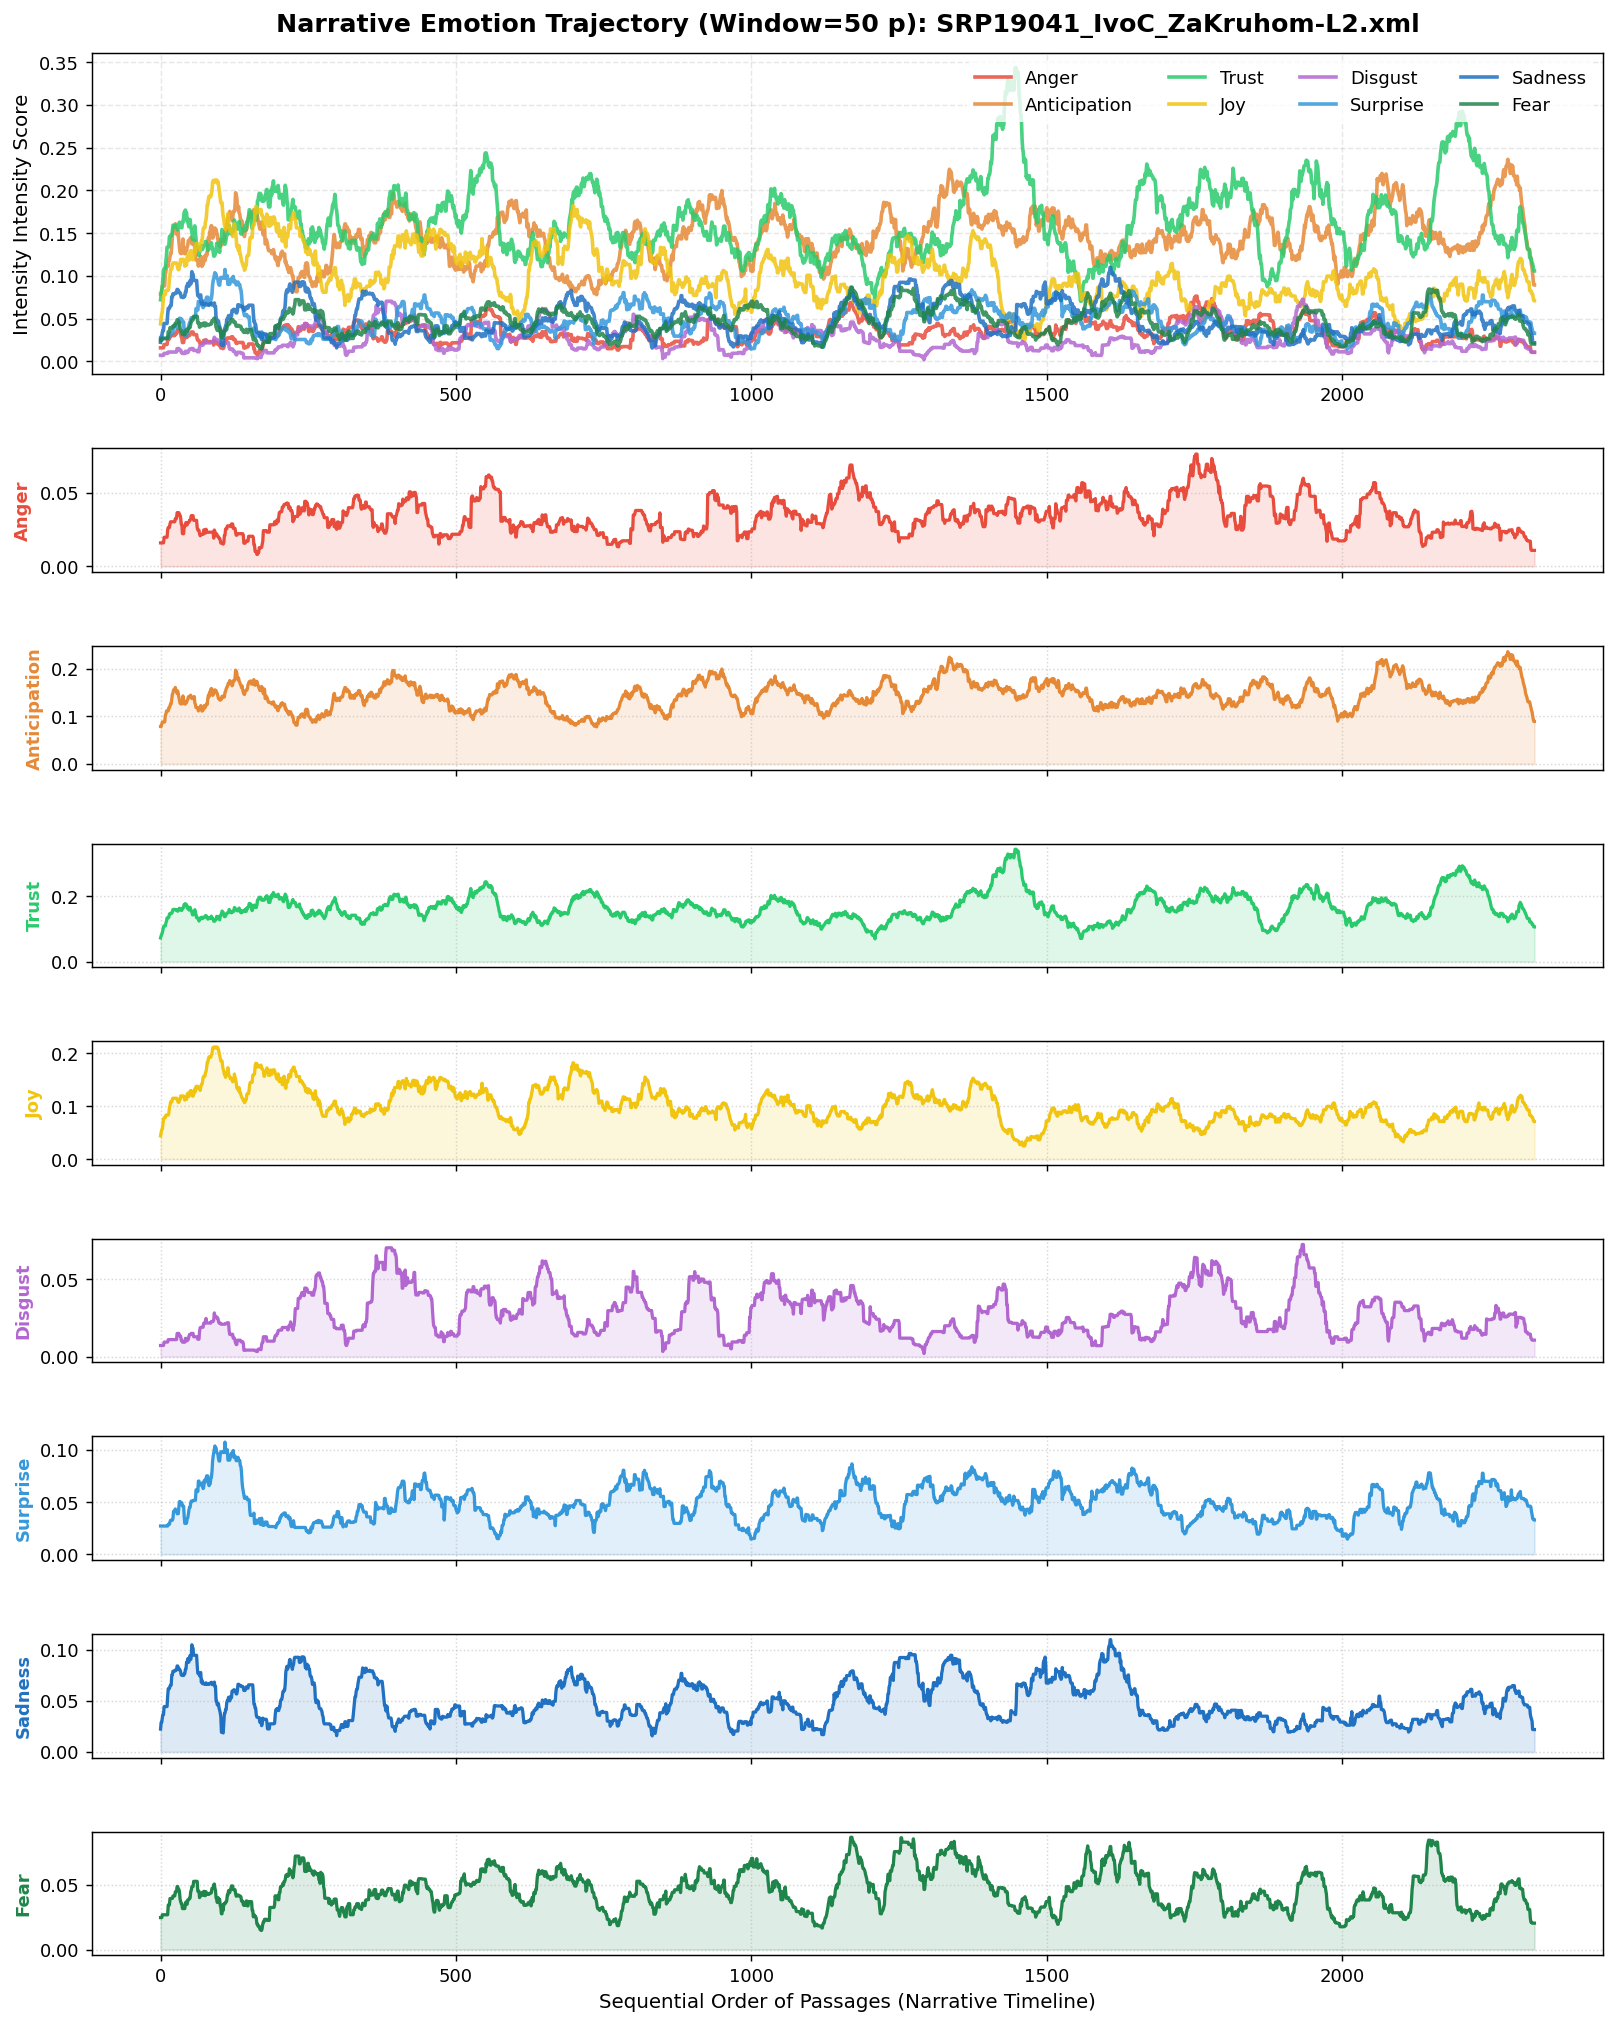 Narrative Emotion Trajectory (Window=50 p): SRP19041_IvoC_ZaKruhom-L2.xml
Intensity Intensity Score
0.35
0.30
0.25
0.20
0.15
0.10
0.05
0.00
Anger Trust Disgust Sadness
Anticipation Joy Surprise Fear
0 500 1000 1500 2000
Anger
0.05
0.00
Anticipation
0.2
0.1
0.0
Trust
0.2
0.0
Joy
0.2
0.1
0.0
Disgust
0.05
0.00
Surprise
0.10
0.05
0.00
Sadness
0.10
0.05
0.00
Fear
0.05
0.00
0 500 1000 1500 2000
Sequential Order of Passages (Narrative Timeline)